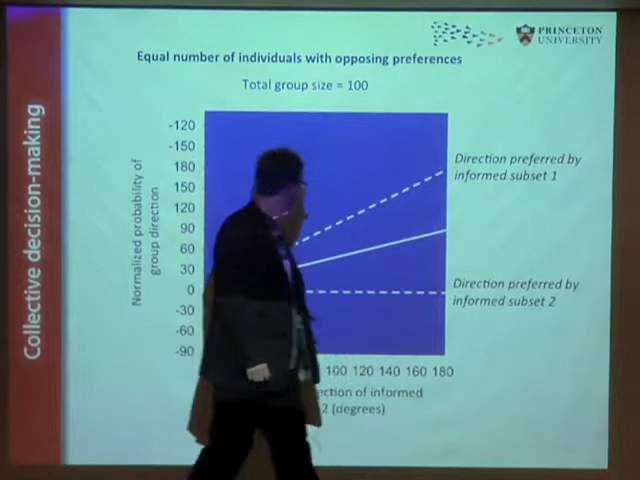 PRINCETON
UNIVERSITY
Equal number of individuals with opposing preferences
Total group size = 100
Collective decision-making
Normalized probability of
group direction
-120
-150
180
150
120
90
60
30
0
-30
-60
-90
Direction preferred by
informed subset 1
Direction preferred by
informed subset 2
100 120 140 160 180
of informed
2 (degrees)